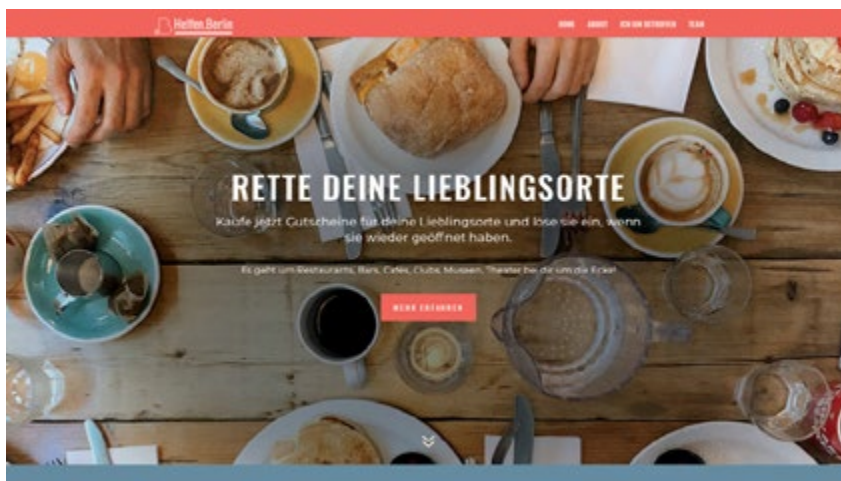 Helfen.Berlin
HOME ABOUT ICH BIN BETROFFEN TEAM
RETTE DEINE LIEBLINGSORTE
Kaufe jetzt Gutscheine für deine Lieblingsorte und löse sie ein, wenn
sie wieder geöffnet haben.
Es geht um Restaurants, Bars, Cafés, Clubs, Museen, Theater bei dir um die Ecke!
MEHR ERFAHREN